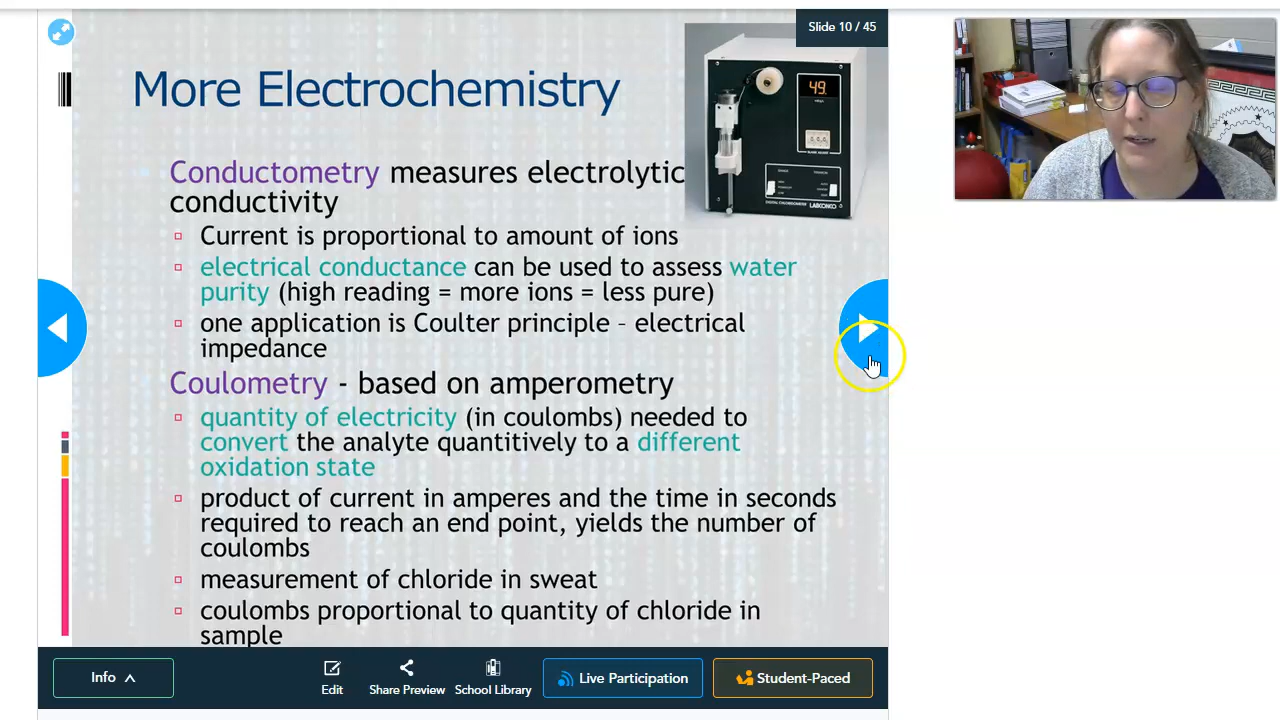 Slide 10 / 45
More Electrochemistry
49.
DIGITAL CHLORIDOMETER LABCONCO
Conductometry measures electrolytic
conductivity
Current is proportional to amount of ions
electrical conductance can be used to assess water
purity (high reading = more ions = less pure)
one application is Coulter principle – electrical
impedance
Coulometry - based on amperometry
quantity of electricity (in coulombs) needed to
convert the analyte quantitively to a different
oxidation state
product of current in amperes and the time in seconds
required to reach an end point, yields the number of
coulombs
measurement of chloride in sweat
coulombs proportional to quantity of chloride in
sample
Info
Edit
Share Preview
School Library
Live Participation
Student-Paced